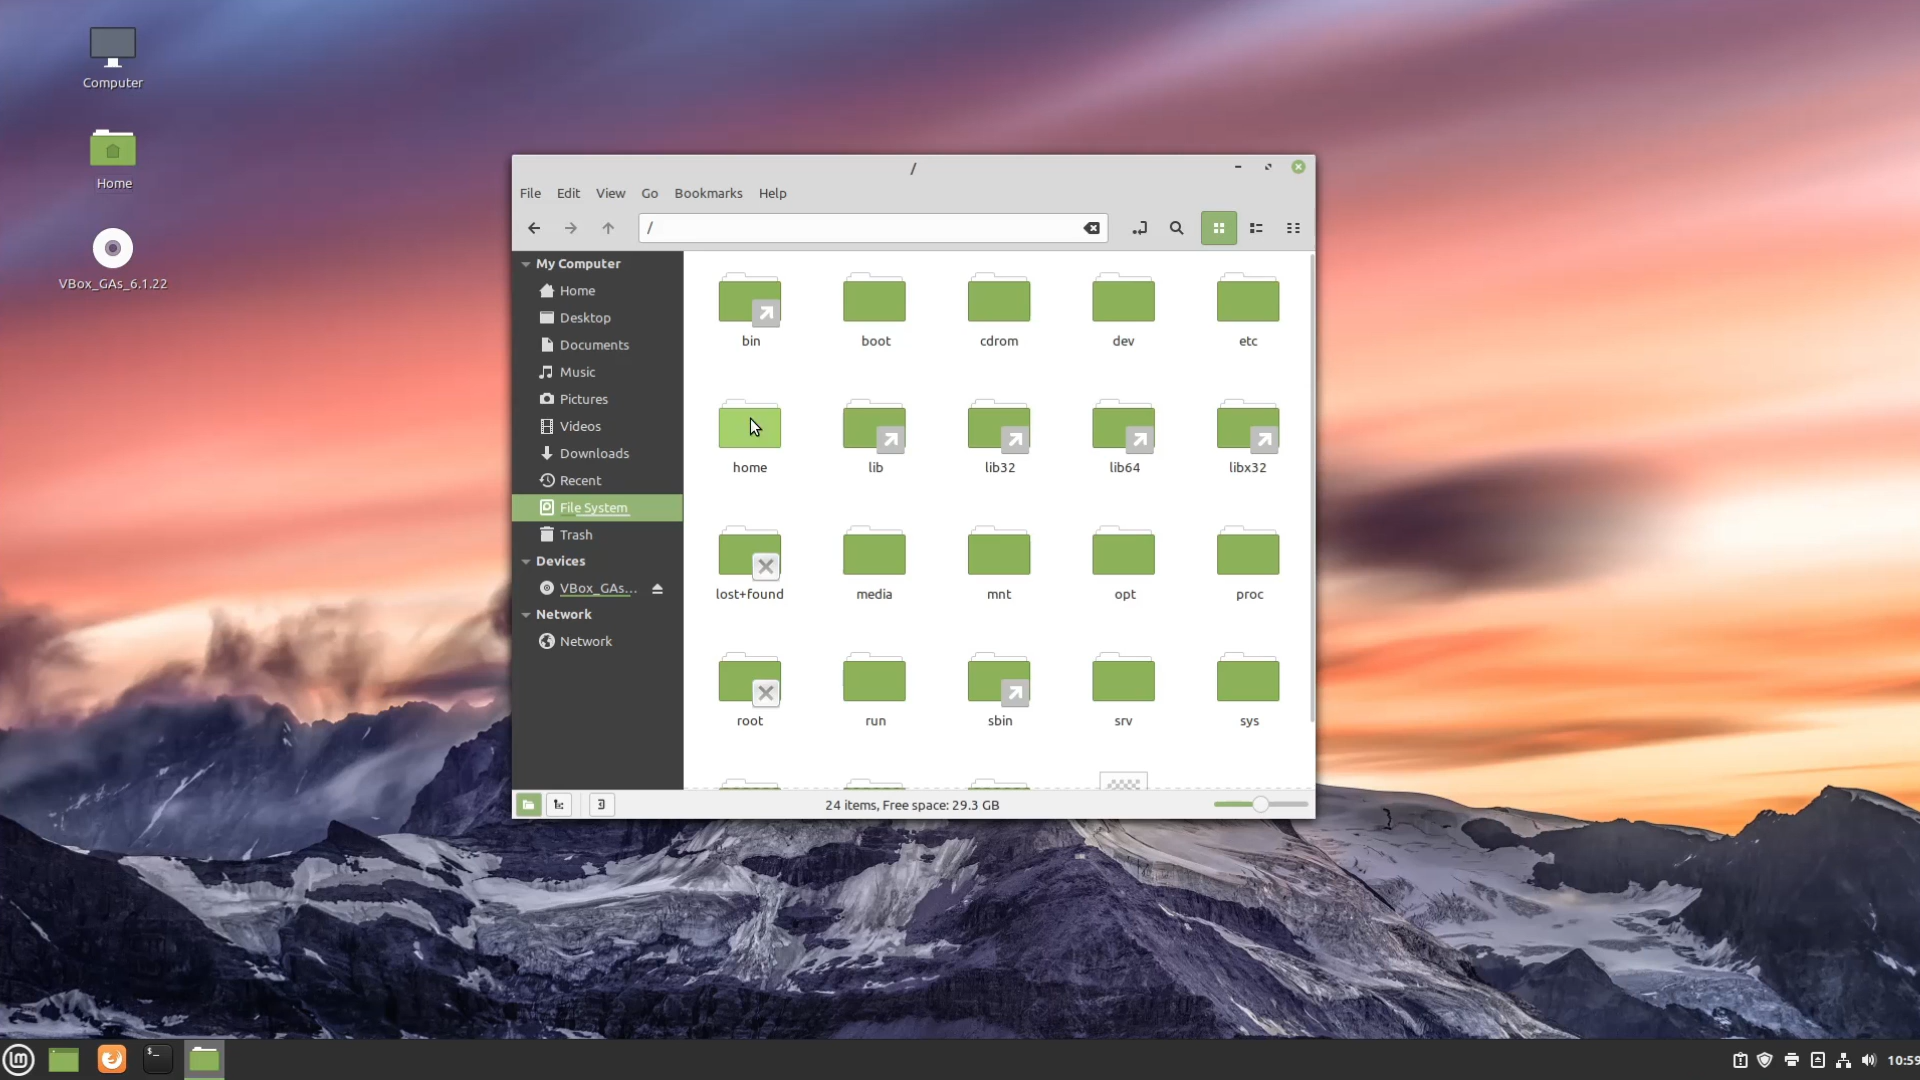 Computer
Home
VBox_GAs_6.1.22
/
File Edit View Go Bookmarks Help
/
My Computer
Home
Desktop
Documents
Music
Pictures
Videos
Downloads
Recent
File System
Trash
Devices
VBox_GAs...
Network
Network
bin boot cdrom dev etc
home lib lib32 lib64 libx32
lost+found media mnt opt proc
root run sbin srv sys
24 items, Free space: 29.3 GB
lm
$_
10:59